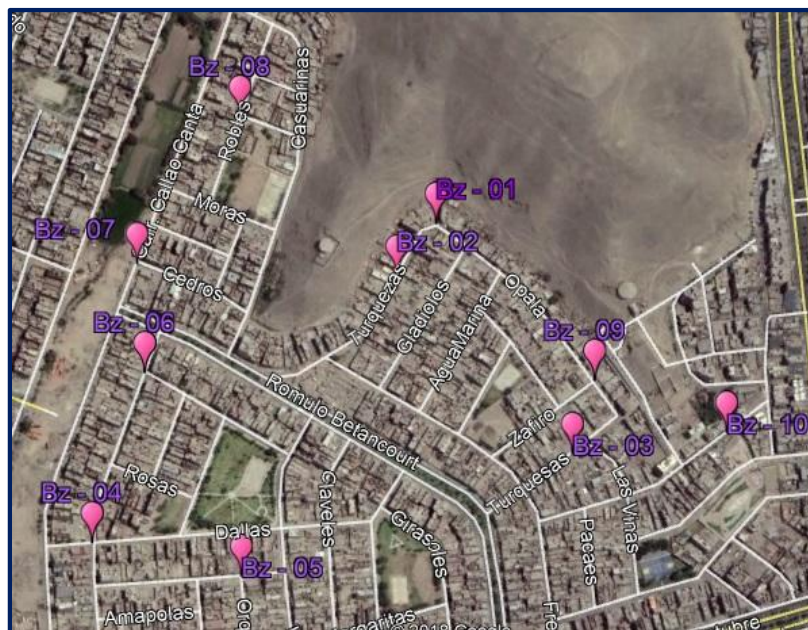 Bz - 08
Casuarinas
Robles
Carr. Callao Canta
Moras
Bz - 01
Bz - 07
Bz - 02
Cedros
Turquezas
Gladiolos
Opala
AguaMarina
Bz - 06
Bz - 09
Romulo Betancourt
Bz - 10
Zafiro
Bz - 03
Turquesas
Las Vinas
Rosas
Claveles
Bz - 04
Dallas
Girasoles
Pacaes
Bz - 05
Amapolas